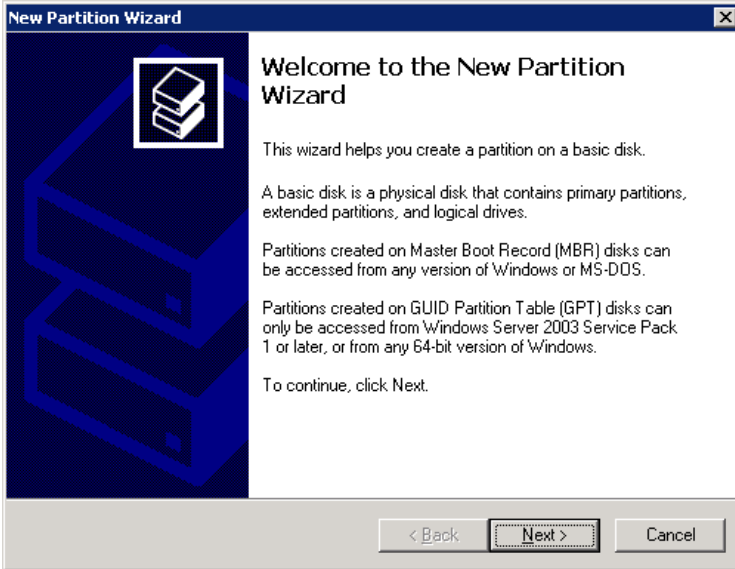 New Partition Wizard
Welcome to the New Partition
Wizard
This wizard helps you create a partition on a basic disk.
A basic disk is a physical disk that contains primary partitions,
extended partitions, and logical drives.
Partitions created on Master Boot Record (MBR) disks can
be accessed from any version of Windows or MS-DOS.
Partitions created on GUID Partition Table (GPT) disks can
only be accessed from Windows Server 2003 Service Pack
1 or later, or from any 64-bit version of Windows.
To continue, click Next.
< Back Next > Cancel